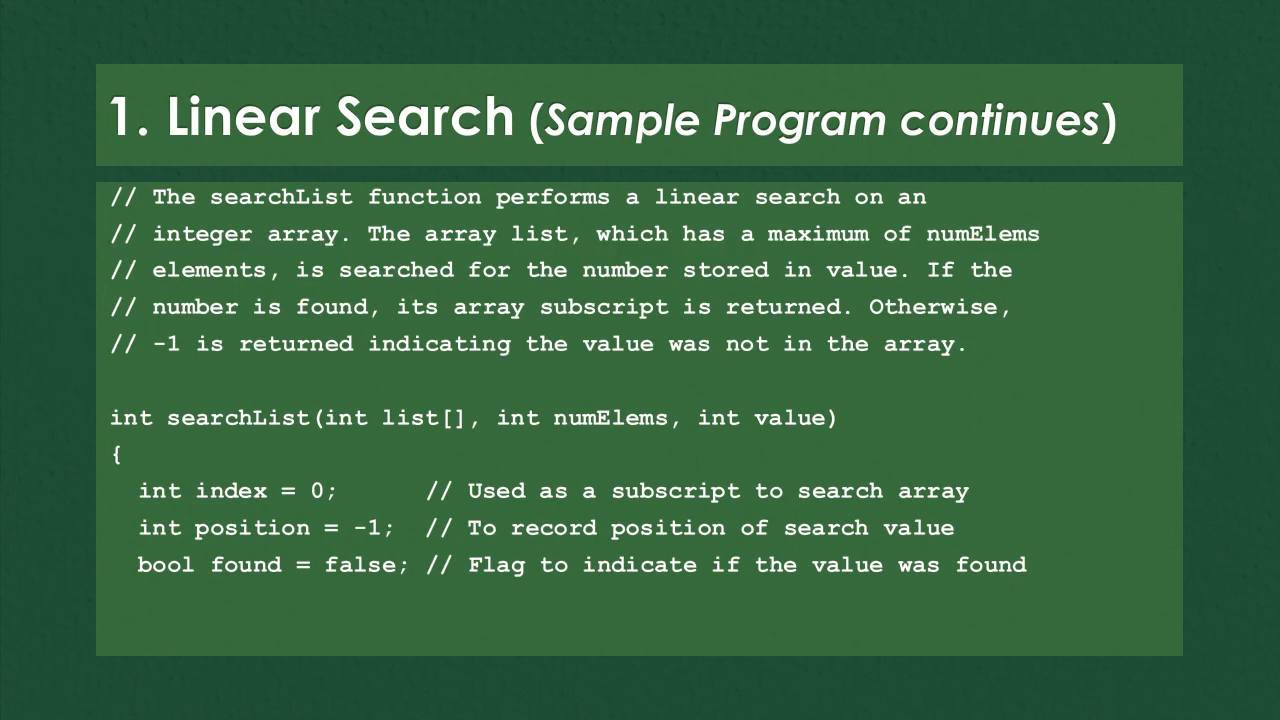 1. Linear Search (Sample Program continues)
// The searchList function performs a linear search on an
// integer array. The array list, which has a maximum of numElems
// elements, is searched for the number stored in value. If the
// number is found, its array subscript is returned. Otherwise,
// -1 is returned indicating the value was not in the array.
int searchList(int list[], int numElems, int value)
{
  int index = 0;      // Used as a subscript to search array
  int position = -1;  // To record position of search value
  bool found = false; // Flag to indicate if the value was found